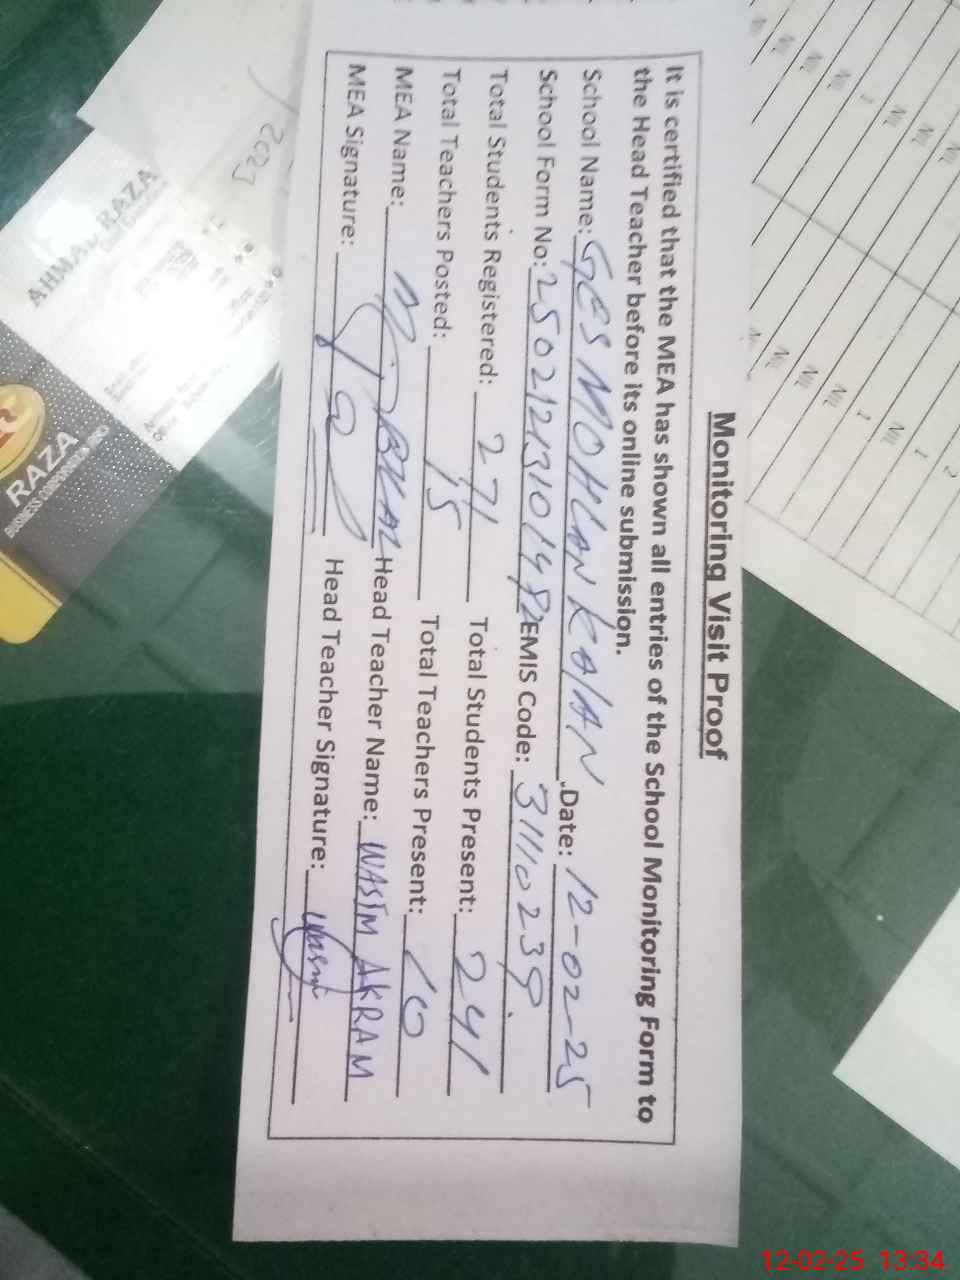 Monitoring Visit Proof
It is certified that the MEA has shown all entries of the School Monitoring Form to
the Head Teacher before its online submission.
School Name: GES MOHLAN KALAN .Date: 12-02-25
School Form No: EMIS Code: 31110239
Total Students Registered: 271 Total Students Present: 241
Total Teachers Posted: 15 Total Teachers Present: 10
MEA Name: BILAL Head Teacher Name: WASIM AKRAM
MEA Signature: Head Teacher Signature: Wasim
2023
AHMAD RAZA
RAZA
12-02-25 13:34